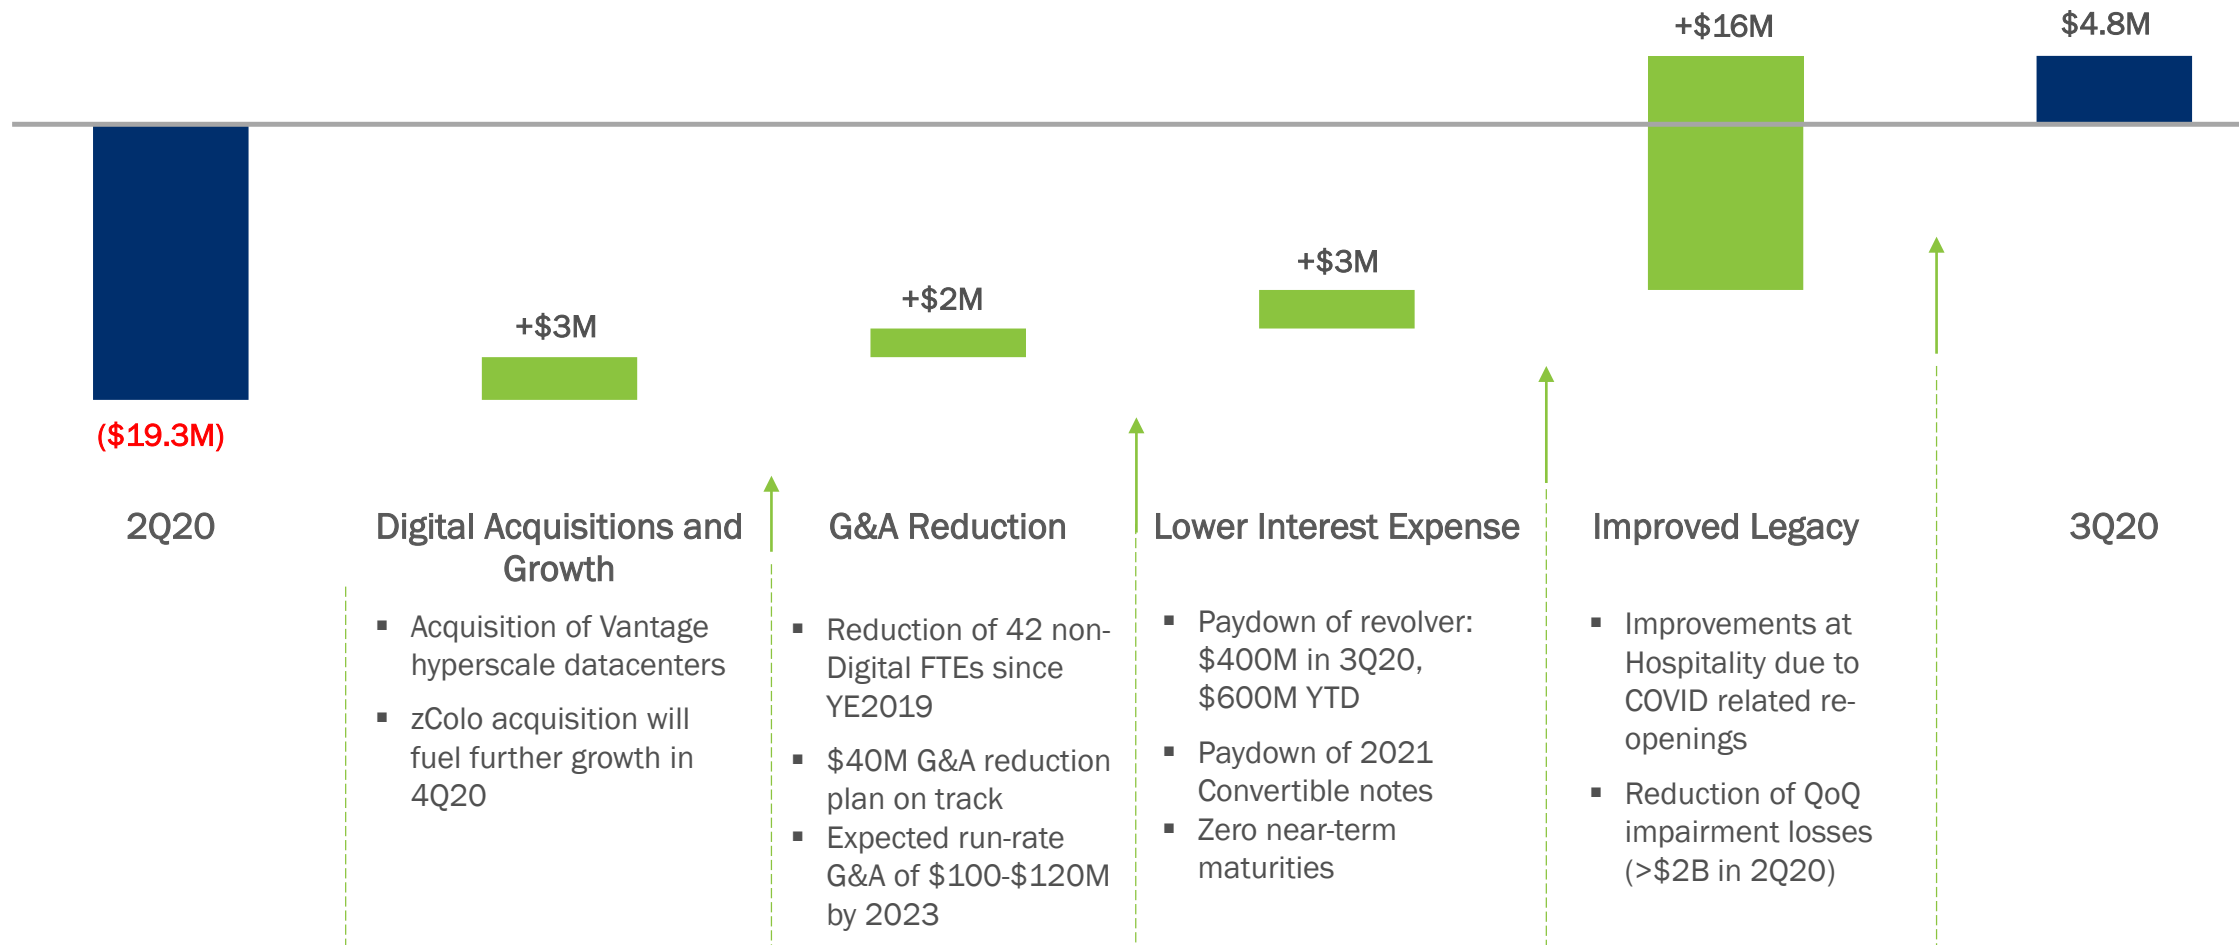 +$16M
$4.8M
+$3M
+$2M
+$3M
($19.3M)
2Q20
Digital Acquisitions and
Growth
▪ Acquisition of Vantage
hyperscale datacenters
▪ zColo acquisition will
fuel further growth in
4Q20
G&A Reduction
▪ Reduction of 42 non-
Digital FTEs since
YE2019
▪ $40M G&A reduction
plan on track
▪ Expected run-rate
G&A of $100-$120M
by 2023
Lower Interest Expense
▪ Paydown of revolver:
$400M in 3Q20,
$600M YTD
▪ Paydown of 2021
Convertible notes
▪ Zero near-term
maturities
Improved Legacy
▪ Improvements at
Hospitality due to
COVID related re-
openings
▪ Reduction of QoQ
impairment losses
(>$2B in 2Q20)
3Q20